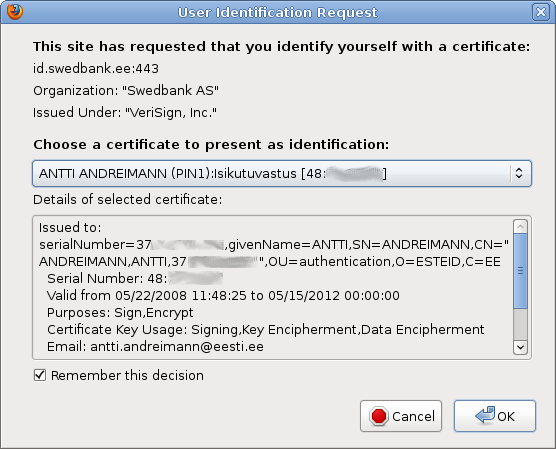 User Identification Request
This site has requested that you identify yourself with a certificate:
id.swedbank.ee:443
Organization: "Swedbank AS"
Issued Under: "VeriSign, Inc."
Choose a certificate to present as identification:
ANTTI ANDREIMANN (PIN1):Isikutuvastus [48: ]
Details of selected certificate:
Issued to:
serialNumber=37 ,givenName=ANTTI,SN=ANDREIMANN,CN="
ANDREIMANN,ANTTI,37 ",OU=authentication,O=ESTEID,C=EE
Serial Number: 48:
Valid from 05/22/2008 11:48:25 to 05/15/2012 00:00:00
Purposes: Sign,Encrypt
Certificate Key Usage: Signing,Key Encipherment,Data Encipherment
Email: antti.andreimann@eesti.ee
Remember this decision
Cancel
OK